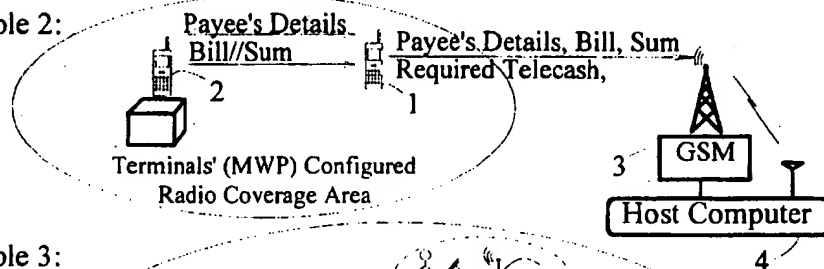 ple 2:
Payee's Details
Bill//Sum
Payee's Details, Bill, Sum
Required Telecash,
2
1
Terminals' (MWP) Configured
Radio Coverage Area
3
GSM
Host Computer
4
ple 3: